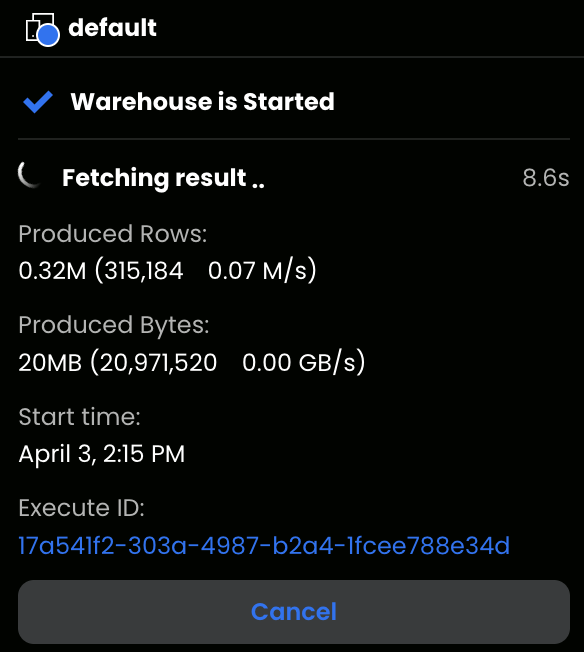 default
Warehouse is Started
Fetching result .. 8.6s
Produced Rows:
0.32M (315,184 0.07 M/s)
Produced Bytes:
20MB (20,971,520 0.00 GB/s)
Start time:
April 3, 2:15 PM
Execute ID:
17a541f2-303a-4987-b2a4-1fcee788e34d
Cancel